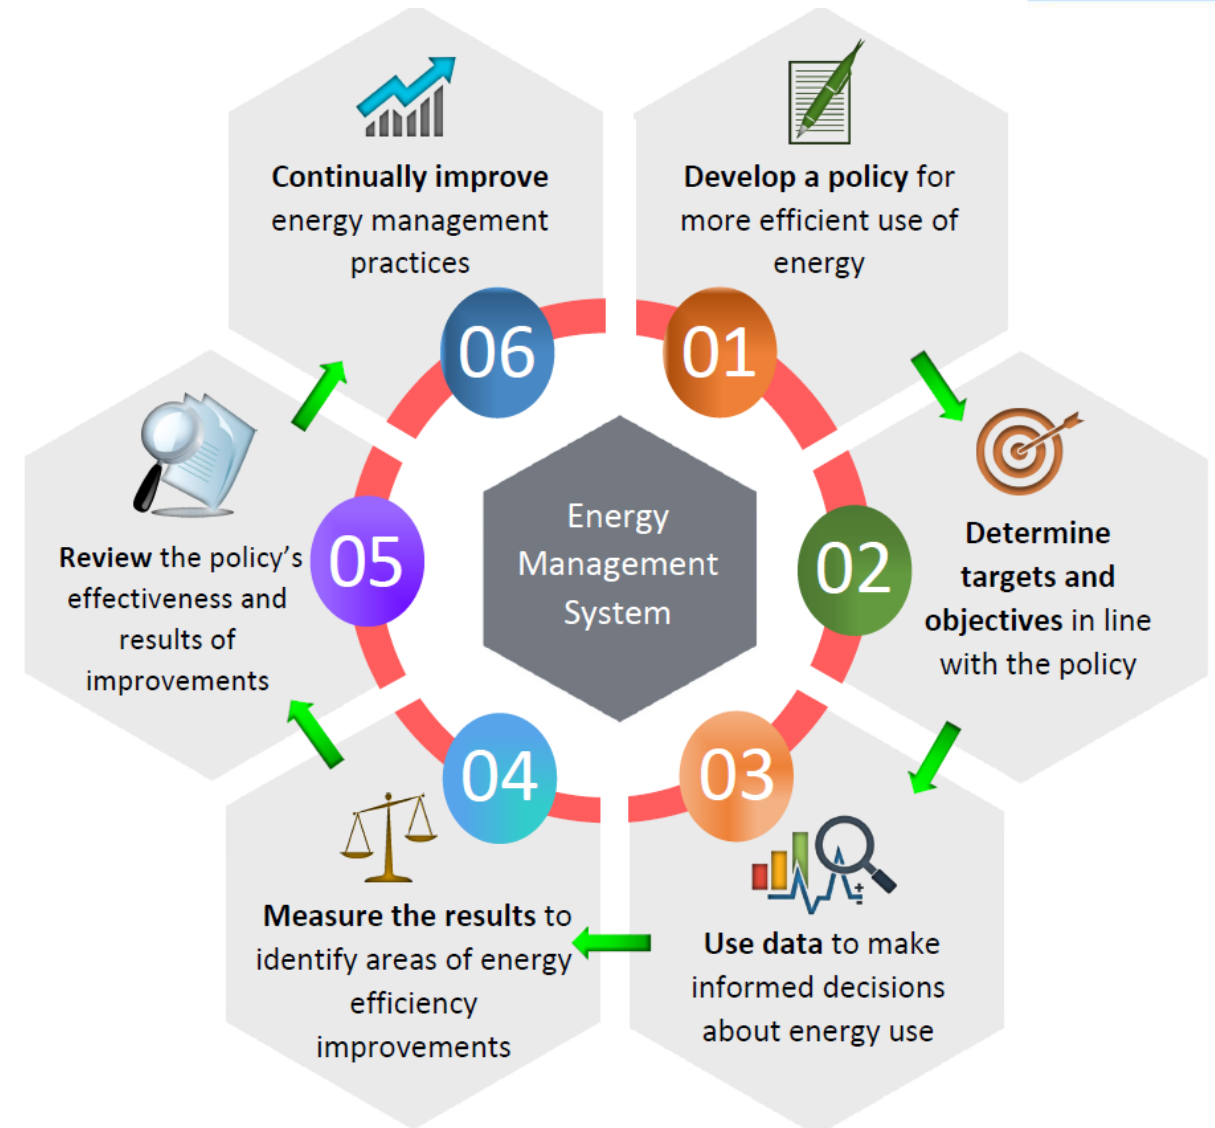 Energy
Management
System
01
Develop a policy for
more efficient use of
energy
02
Determine
targets and
objectives in line
with the policy
03
Use data to make
informed decisions
about energy use
04
Measure the results to
identify areas of energy
efficiency
improvements
05
Review the policy's
effectiveness and
results of
improvements
06
Continually improve
energy management
practices